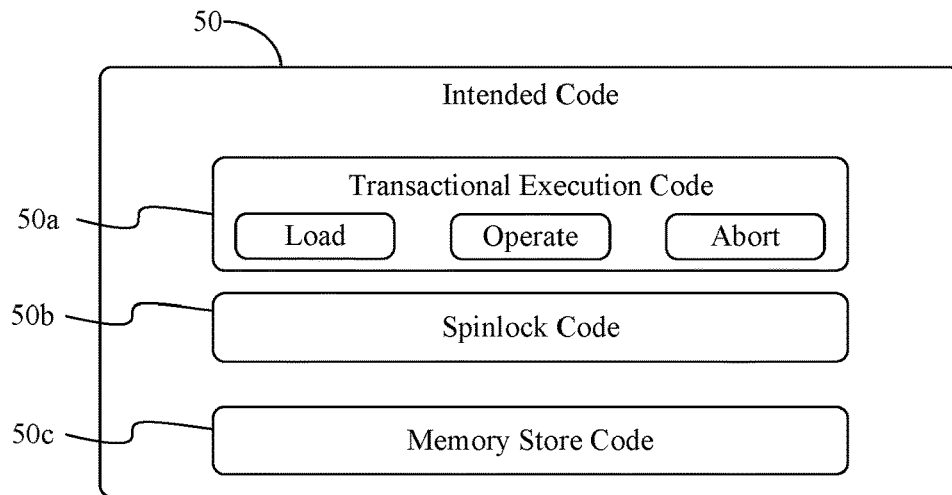 50
Intended Code
Transactional Execution Code
50a
Load Operate Abort
50b
Spinlock Code
50c
Memory Store Code